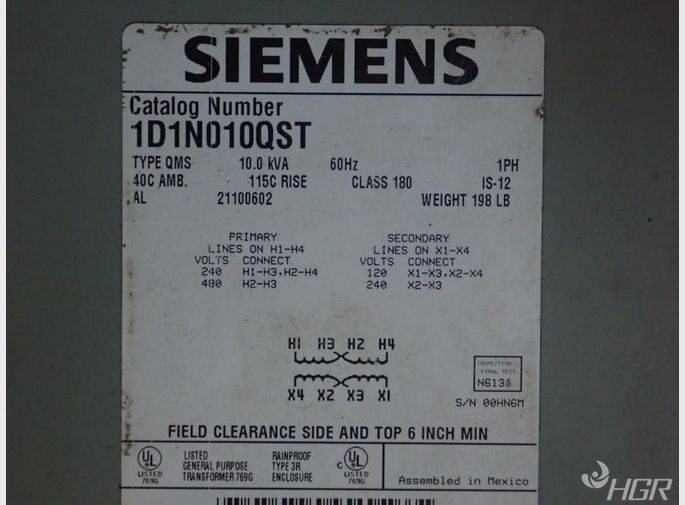 SIEMENS
Catalog Number
1D1N010QST
TYPE QMS 10.0 kVA 60Hz 1PH
40C AMB. 115C RISE CLASS 180 IS-12
AL 21100602 WEIGHT 198 LB
PRIMARY SECONDARY
LINES ON H1-H4 LINES ON X1-X4
VOLTS CONNECT VOLTS CONNECT
240 H1-H3,H2-H4 120 X1-X3,X2-X4
480 H2-H3 240 X2-X3
H1 H3 H2 H4
X4 X2 X3 X1
INSPECTION
FINAL TEST
N6138
S/N 00HN6M
FIELD CLEARANCE SIDE AND TOP 6 INCH MIN
UL LISTED 769G
LISTED GENERAL PURPOSE TRANSFORMER 769G
RAINPROOF TYPE 3R ENCLOSURE
C UL LISTED 769G
Assembled in Mexico
HGR